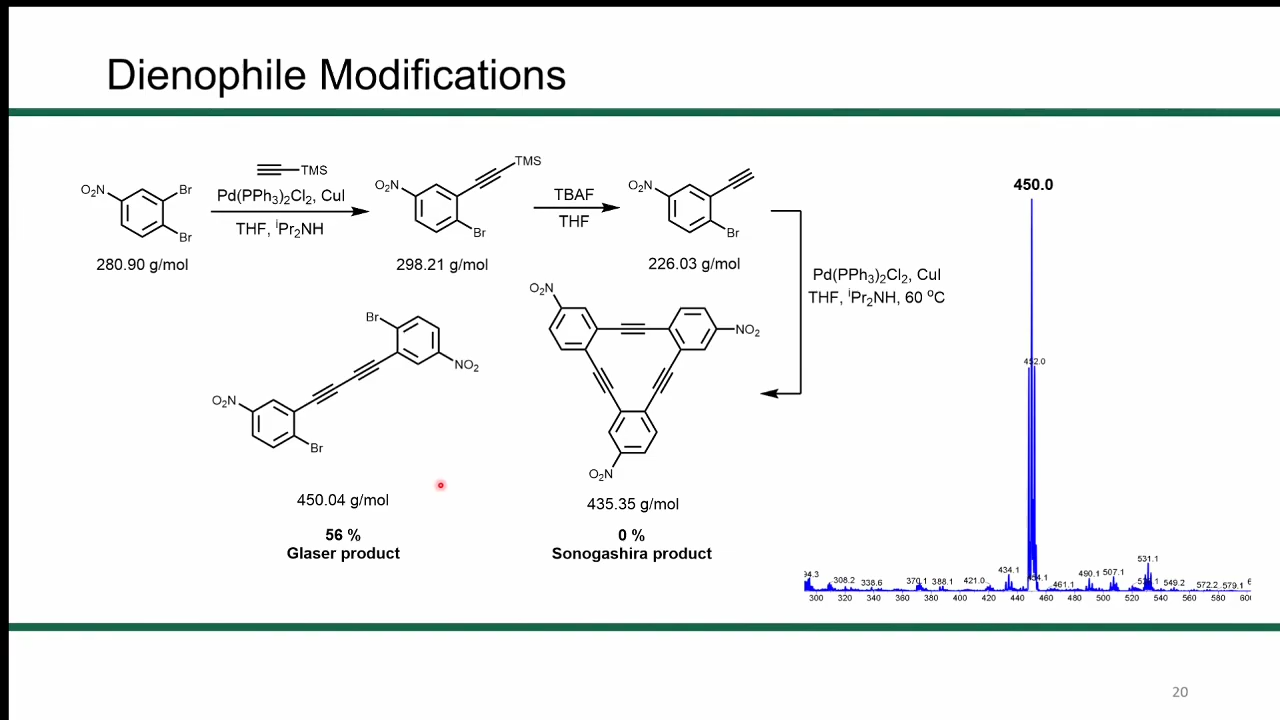 Dienophile Modifications
O₂N
Br
Br
280.90 g/mol
TMS
Pd(PPh₃)₂Cl₂, CuI
THF, ⁱPr₂NH
O₂N
TMS
Br
298.21 g/mol
TBAF
THF
O₂N
Br
226.03 g/mol
Pd(PPh₃)₂Cl₂, CuI
THF, ⁱPr₂NH, 60 ºC
Br
NO₂
O₂N
Br
450.04 g/mol
56 %
Glaser product
O₂N
NO₂
O₂N
435.35 g/mol
0 %
Sonogashira product
450.0
452.0
308.2
338.6
370.1
388.1
421.0
434.1
461.1
490.1
507.1
531.1
549.2
572.2
579.1
300 320 340 360 380 400 420 440 460 480 500 520 540 560 580
20